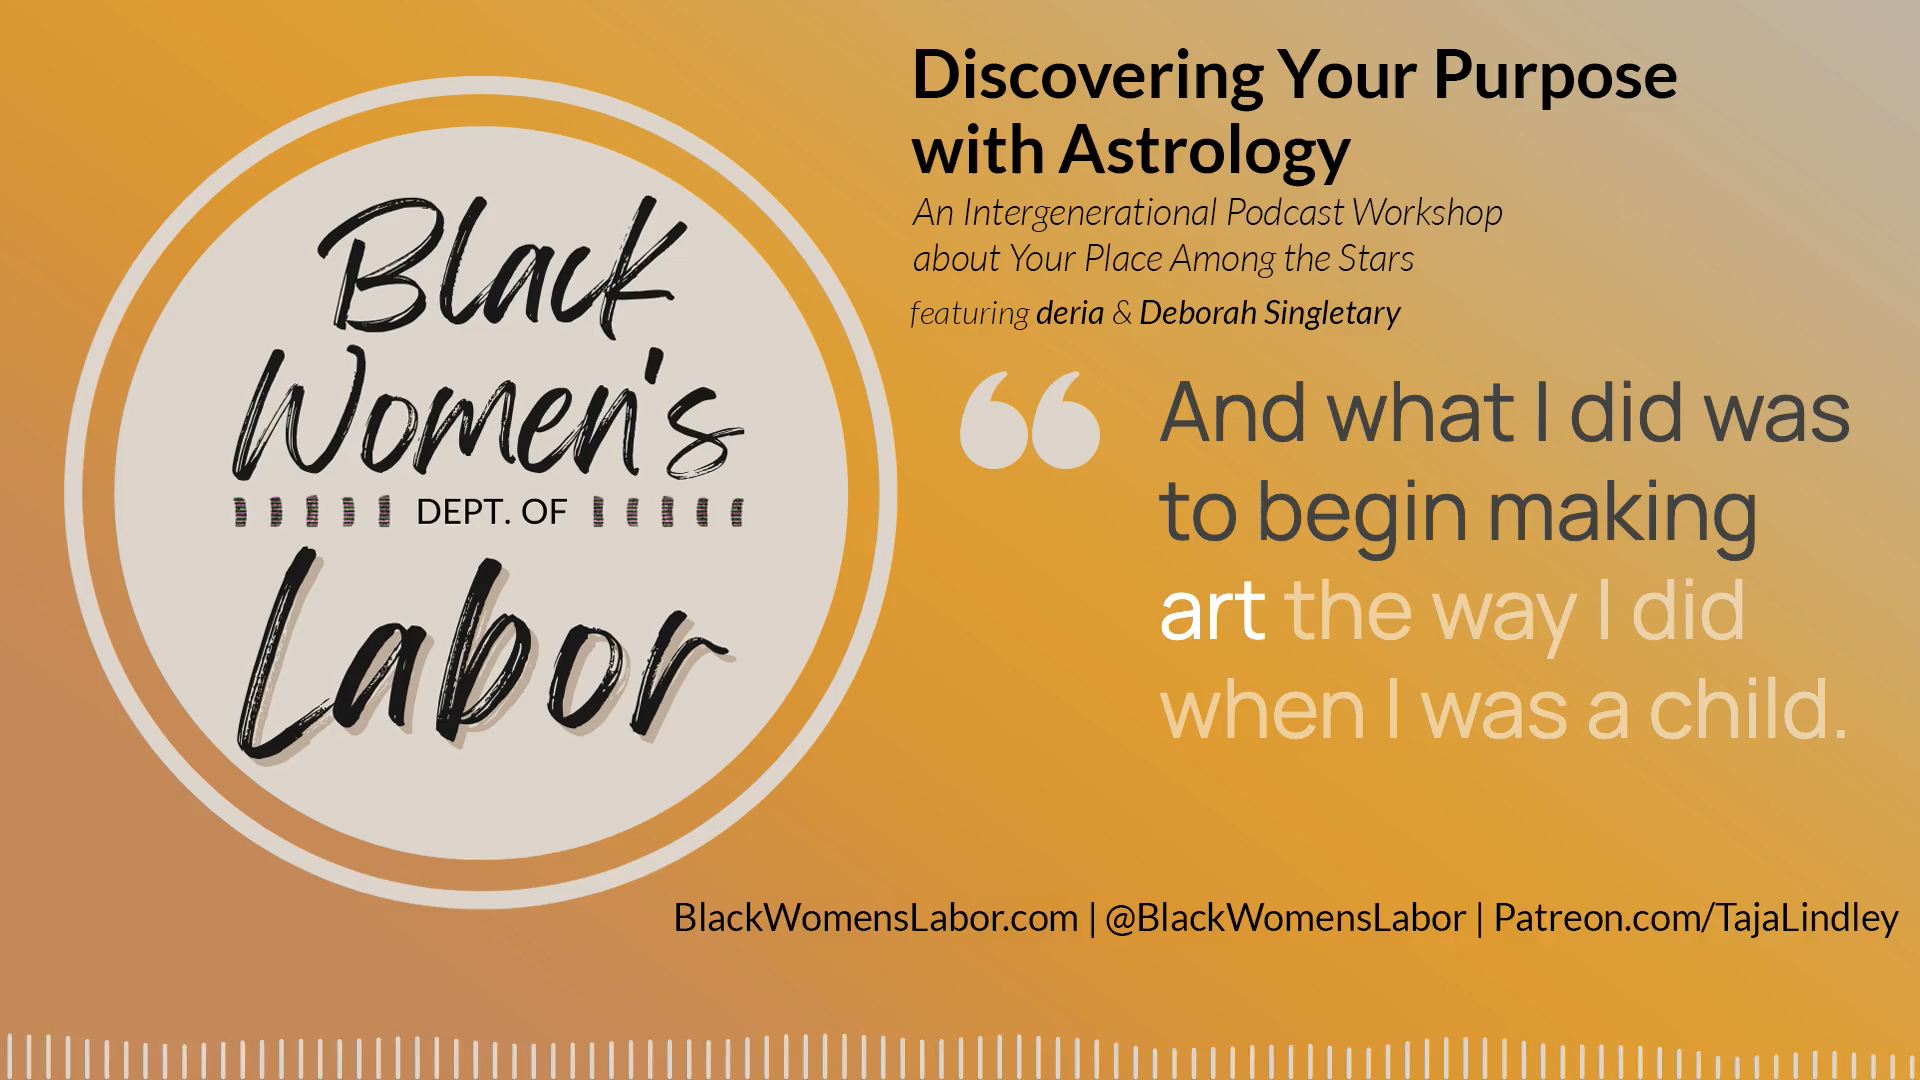 Black
Women's
DEPT. OF
Labor
Discovering Your Purpose
with Astrology
An Intergenerational Podcast Workshop
about Your Place Among the Stars
featuring deria & Deborah Singletary
“
And what I did was
to begin making
art the way I did
when I was a child.
BlackWomensLabor.com | @BlackWomensLabor | Patreon.com/TajaLindley